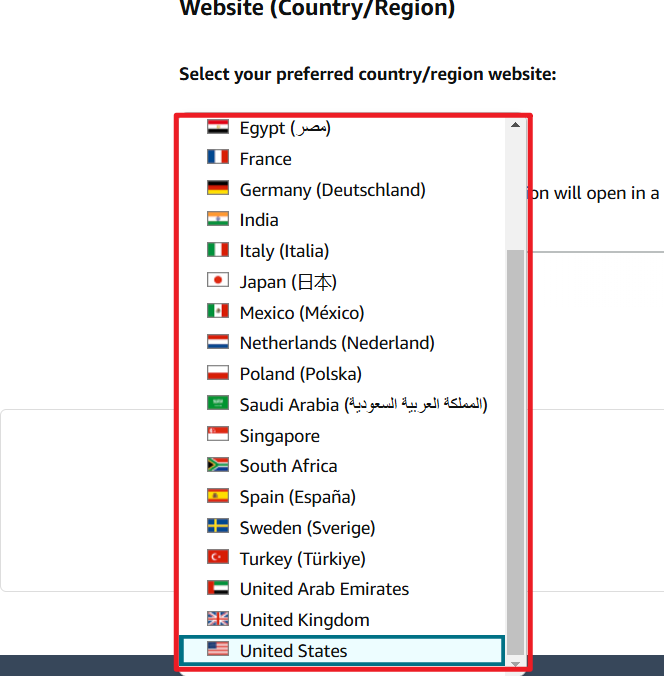 Website (Country/Region)
Select your preferred country/region website:
Egypt (مصر)
France
Germany (Deutschland)
ion will open in a
India
Italy (Italia)
Japan (日本)
Mexico (México)
Netherlands (Nederland)
Poland (Polska)
Saudi Arabia (المملكة العربية السعودية)
Singapore
South Africa
Spain (España)
Sweden (Sverige)
Turkey (Türkiye)
United Arab Emirates
United Kingdom
United States